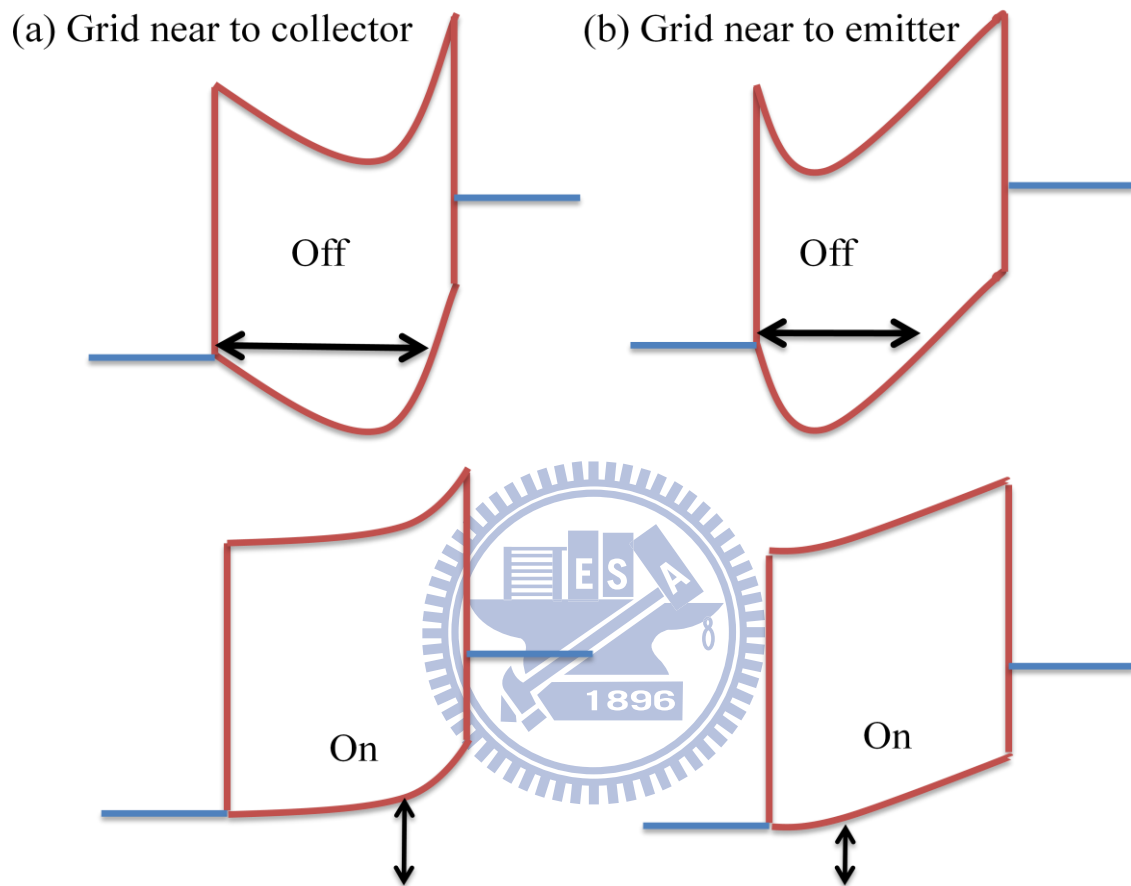 (a) Grid near to collector
(b) Grid near to emitter
Off
Off
E S A
1896
On
On